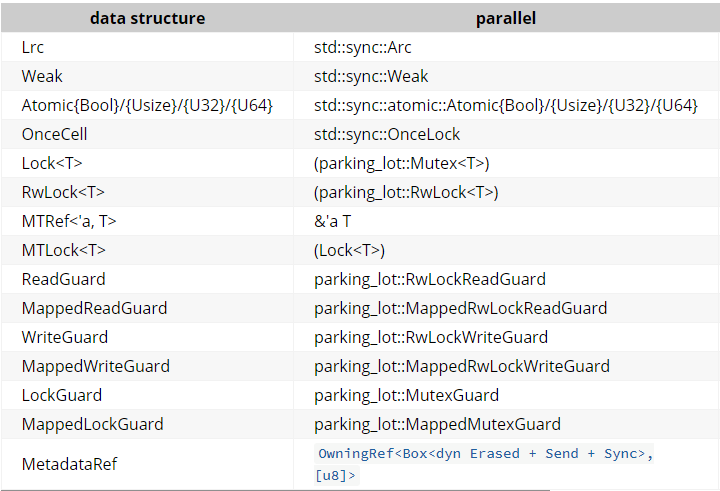 data structure parallel
Lrc std::sync::Arc
Weak std::sync::Weak
Atomic{Bool}/{Usize}/{U32}/{U64} std::sync::atomic::Atomic{Bool}/{Usize}/{U32}/{U64}
OnceCell std::sync::OnceLock
Lock<T> (parking_lot::Mutex<T>)
RwLock<T> (parking_lot::RwLock<T>)
MTRef<'a, T> &'a T
MTLock<T> (Lock<T>)
ReadGuard parking_lot::RwLockReadGuard
MappedReadGuard parking_lot::MappedRwLockReadGuard
WriteGuard parking_lot::RwLockWriteGuard
MappedWriteGuard parking_lot::MappedRwLockWriteGuard
LockGuard parking_lot::MutexGuard
MappedLockGuard parking_lot::MappedMutexGuard
MetadataRef OwningRef<Box<dyn Erased + Send + Sync>,
[u8]>